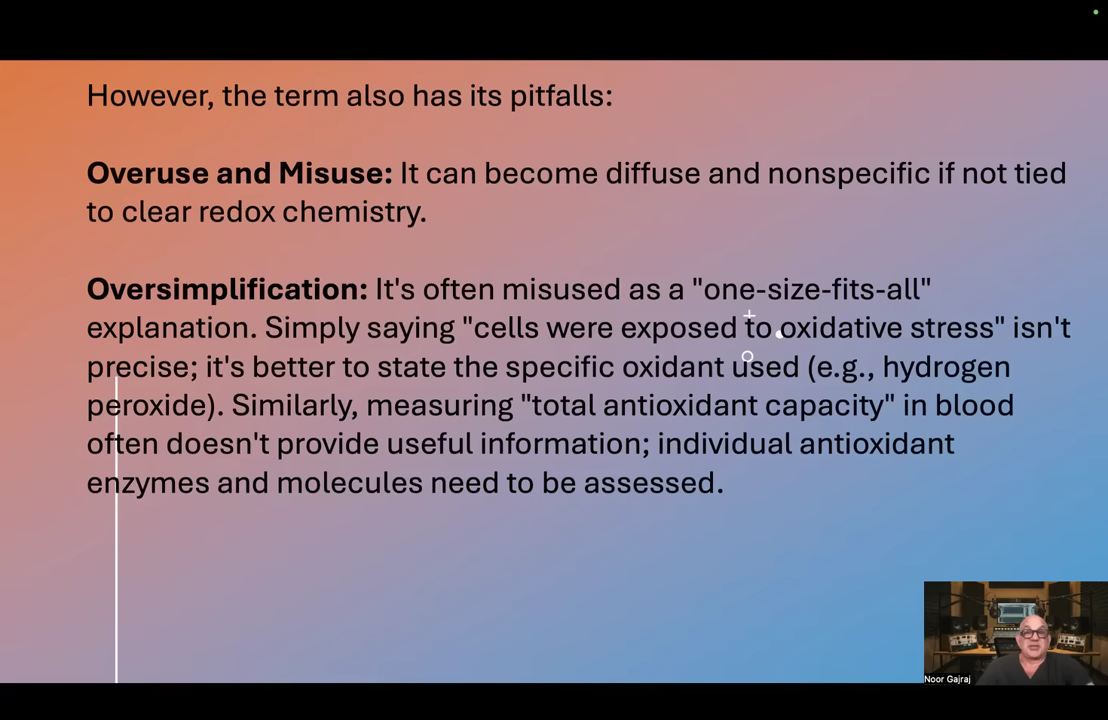 However, the term also has its pitfalls:
Overuse and Misuse: It can become diffuse and nonspecific if not tied
to clear redox chemistry.
Oversimplification: It's often misused as a "one-size-fits-all"
explanation. Simply saying "cells were exposed to oxidative stress" isn't
precise; it's better to state the specific oxidant used (e.g., hydrogen
peroxide). Similarly, measuring "total antioxidant capacity" in blood
often doesn't provide useful information; individual antioxidant
enzymes and molecules need to be assessed.
Noor Gajraj